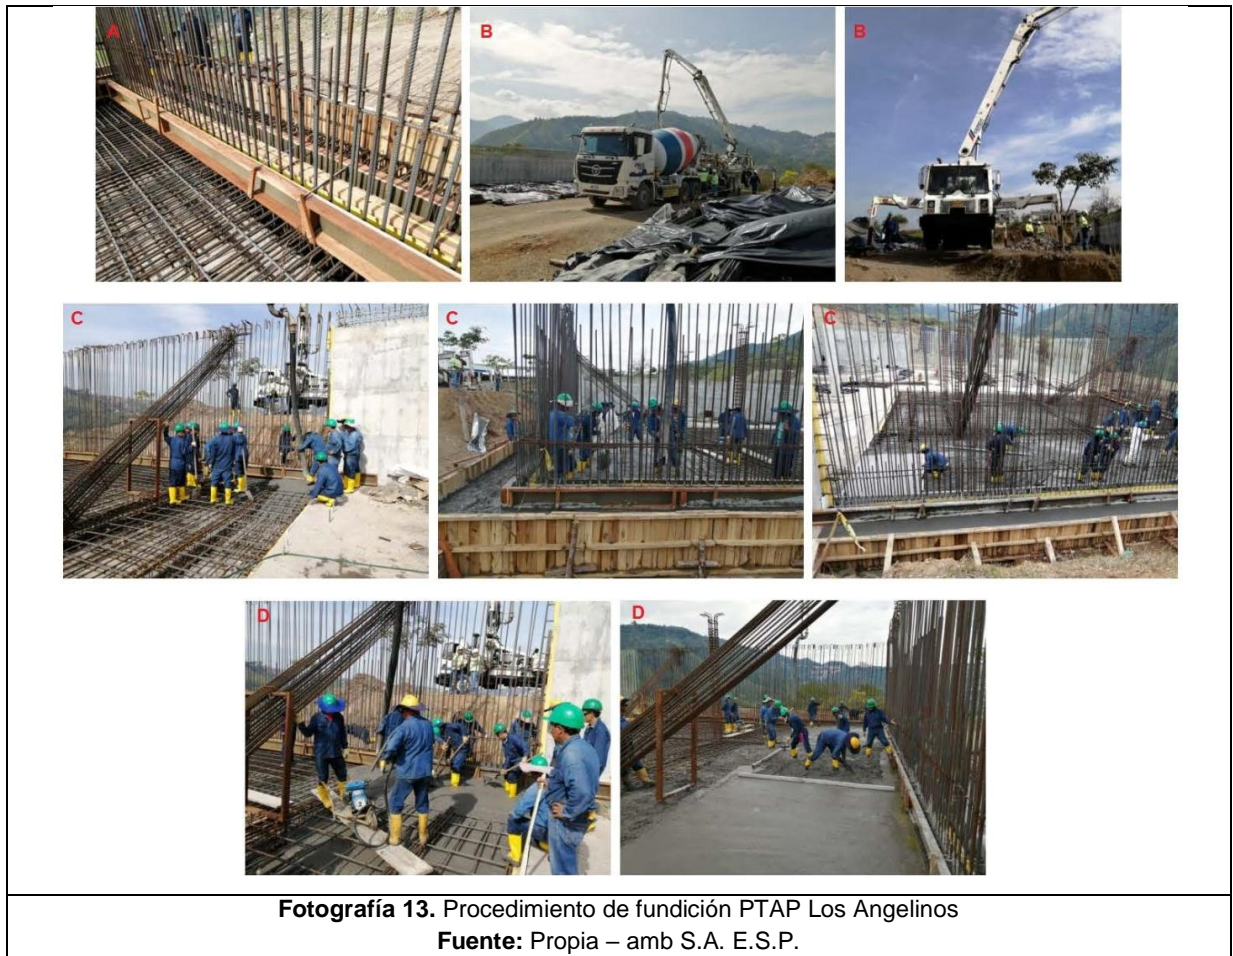 A
B
B
C
C
C
D
D
Fotografía 13. Procedimiento de fundición PTAP Los Angelinos
Fuente: Propia – amb S.A. E.S.P.